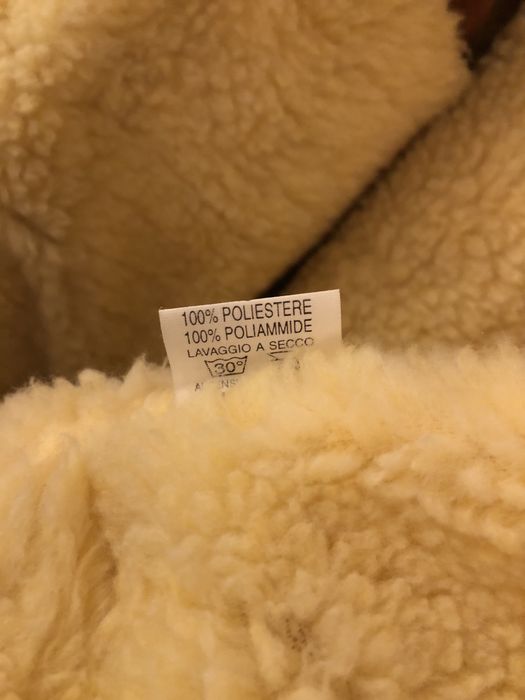 100% POLIESTERE
100% POLIAMMIDE
LAVAGGIO A SECCO
30°